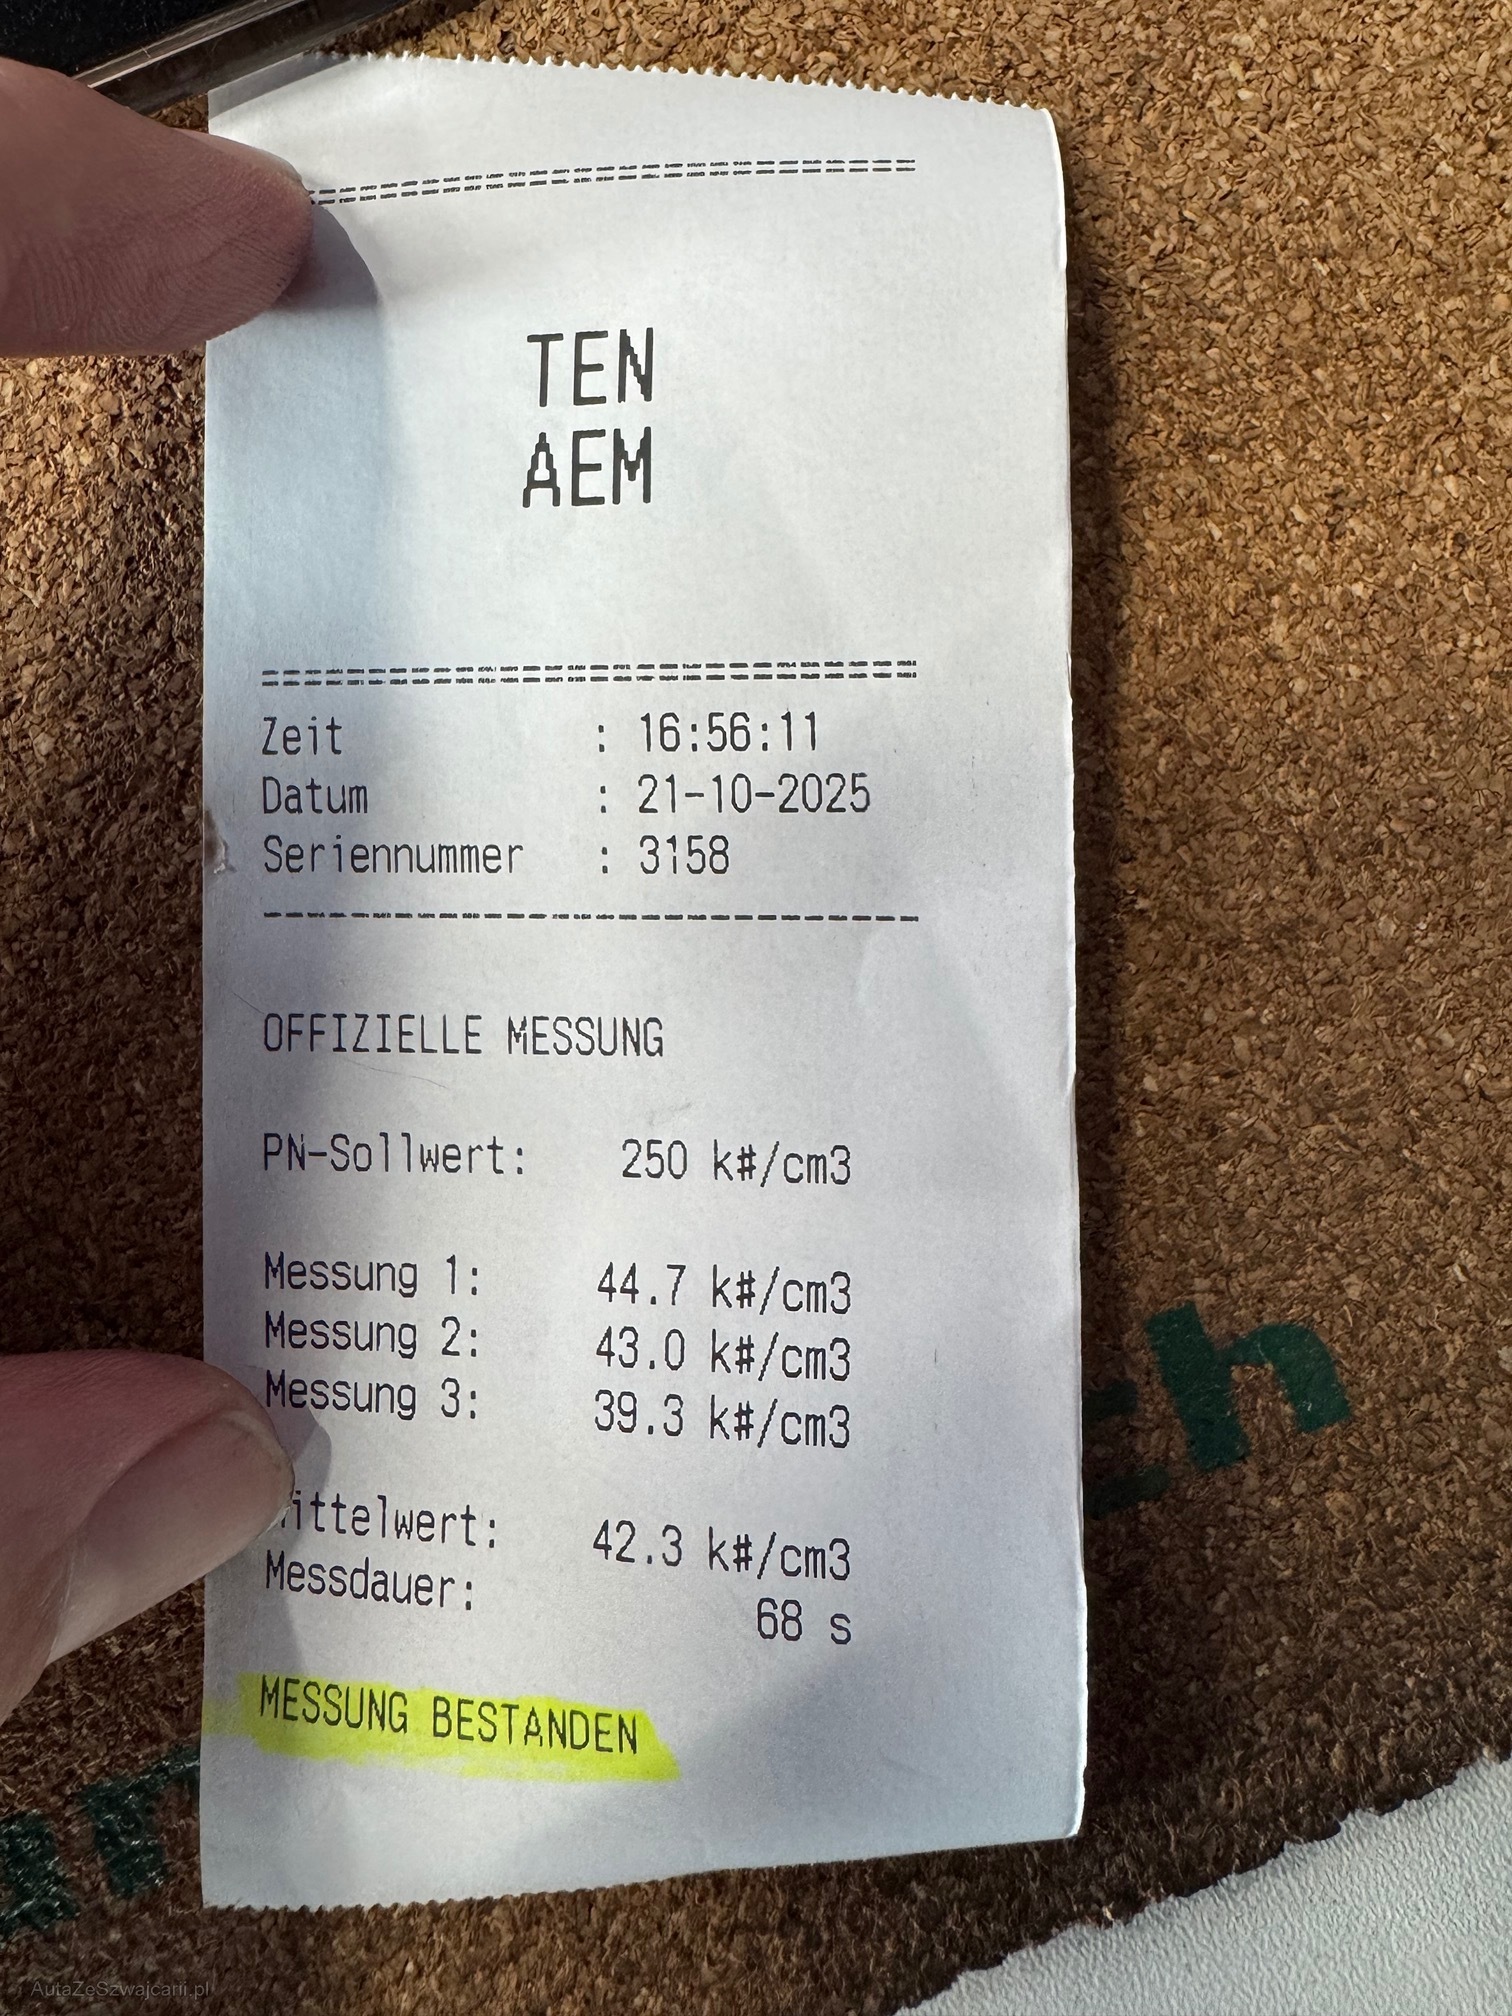 TEN
AEM
Zeit : 16:56:11
Datum : 21-10-2025
Seriennummer : 3158
OFFIZIELLE MESSUNG
PN-Sollwert: 250 k#/cm3
Messung 1: 44.7 k#/cm3
Messung 2: 43.0 k#/cm3
Messung 3: 39.3 k#/cm3
ittelwert: 42.3 k#/cm3
Messdauer: 68 s
MESSUNG BESTANDEN
AutaZeSzwajcarii.pl